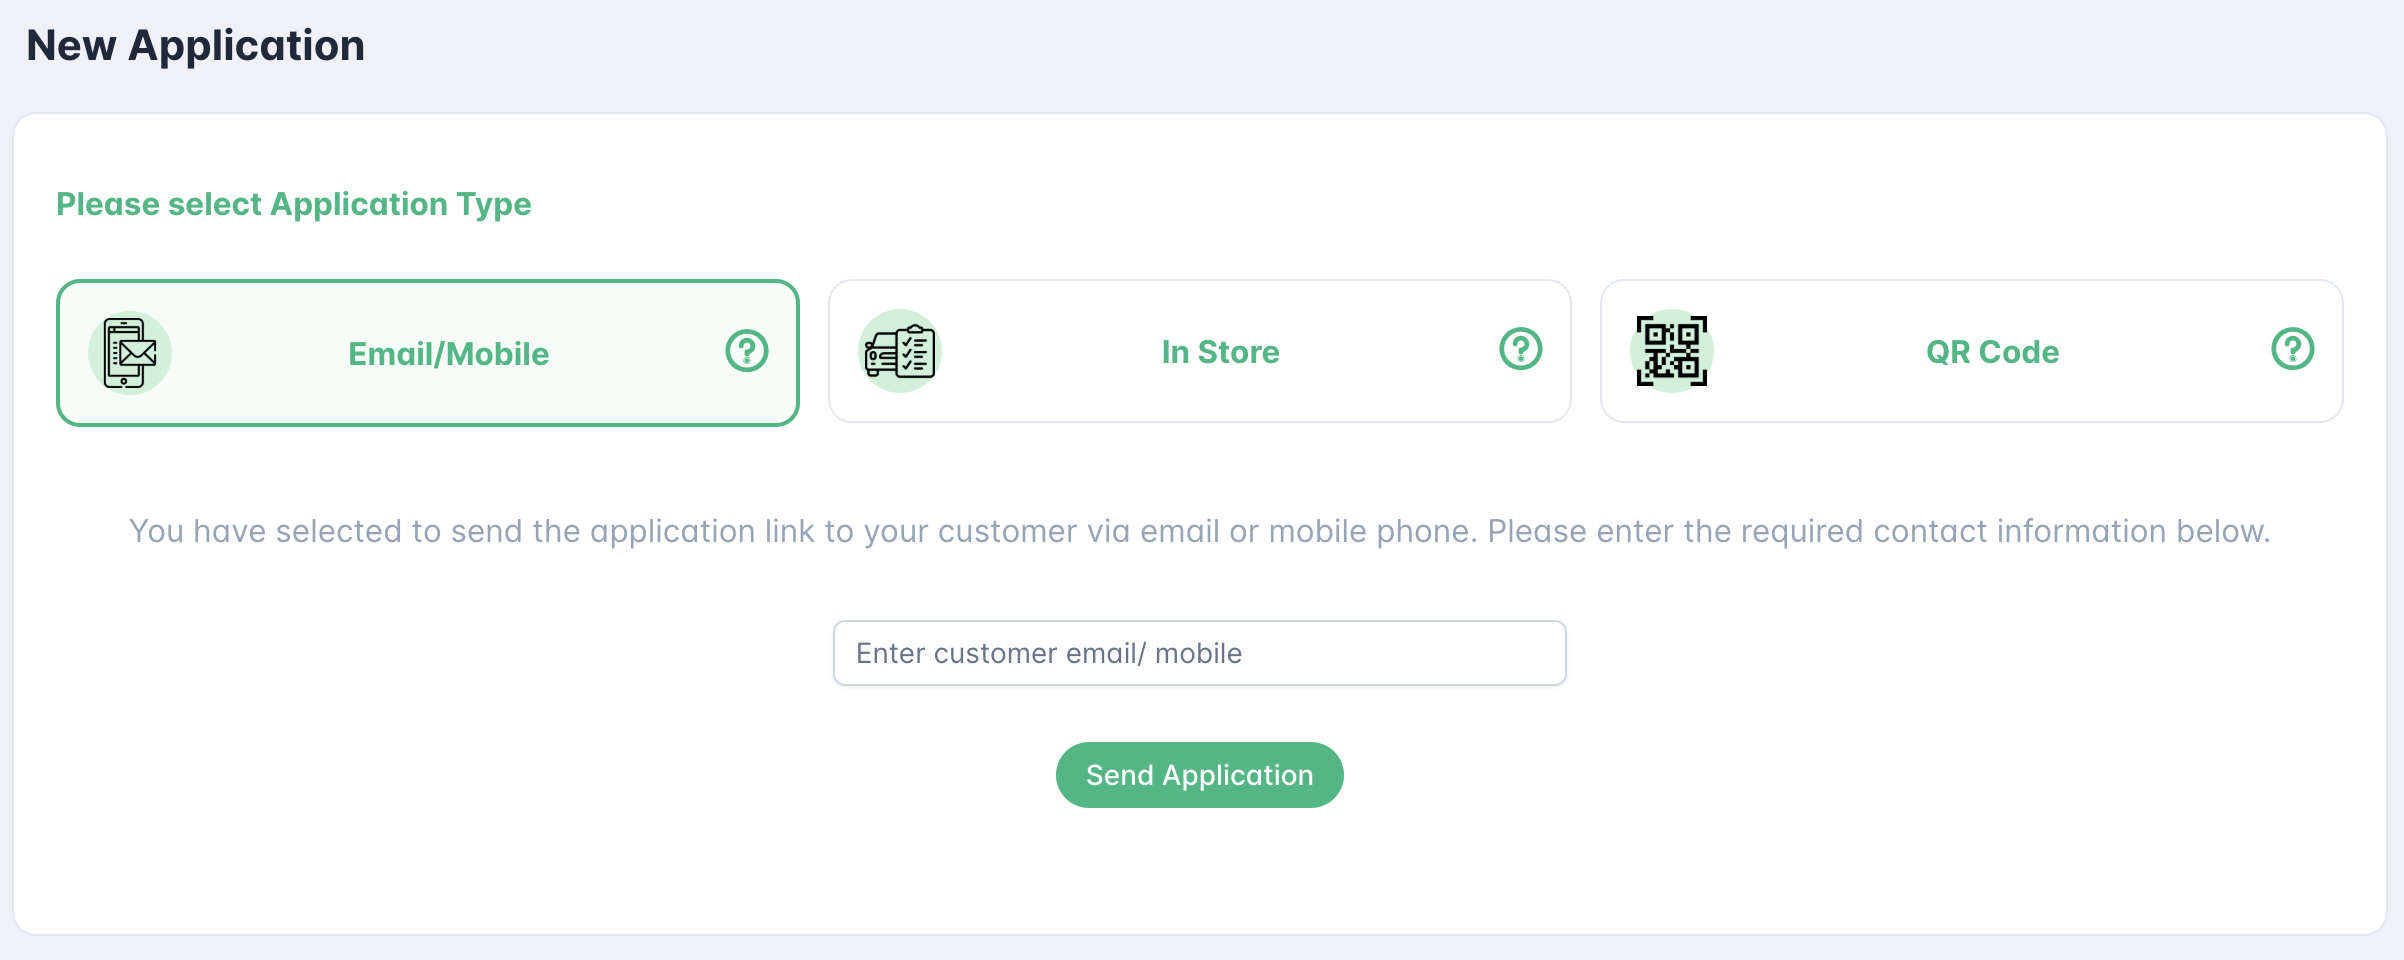 New Application
Please select Application Type
Email/Mobile
In Store
QR Code
You have selected to send the application link to your customer via email or mobile phone. Please enter the required contact information below.
Enter customer email/ mobile
Send Application